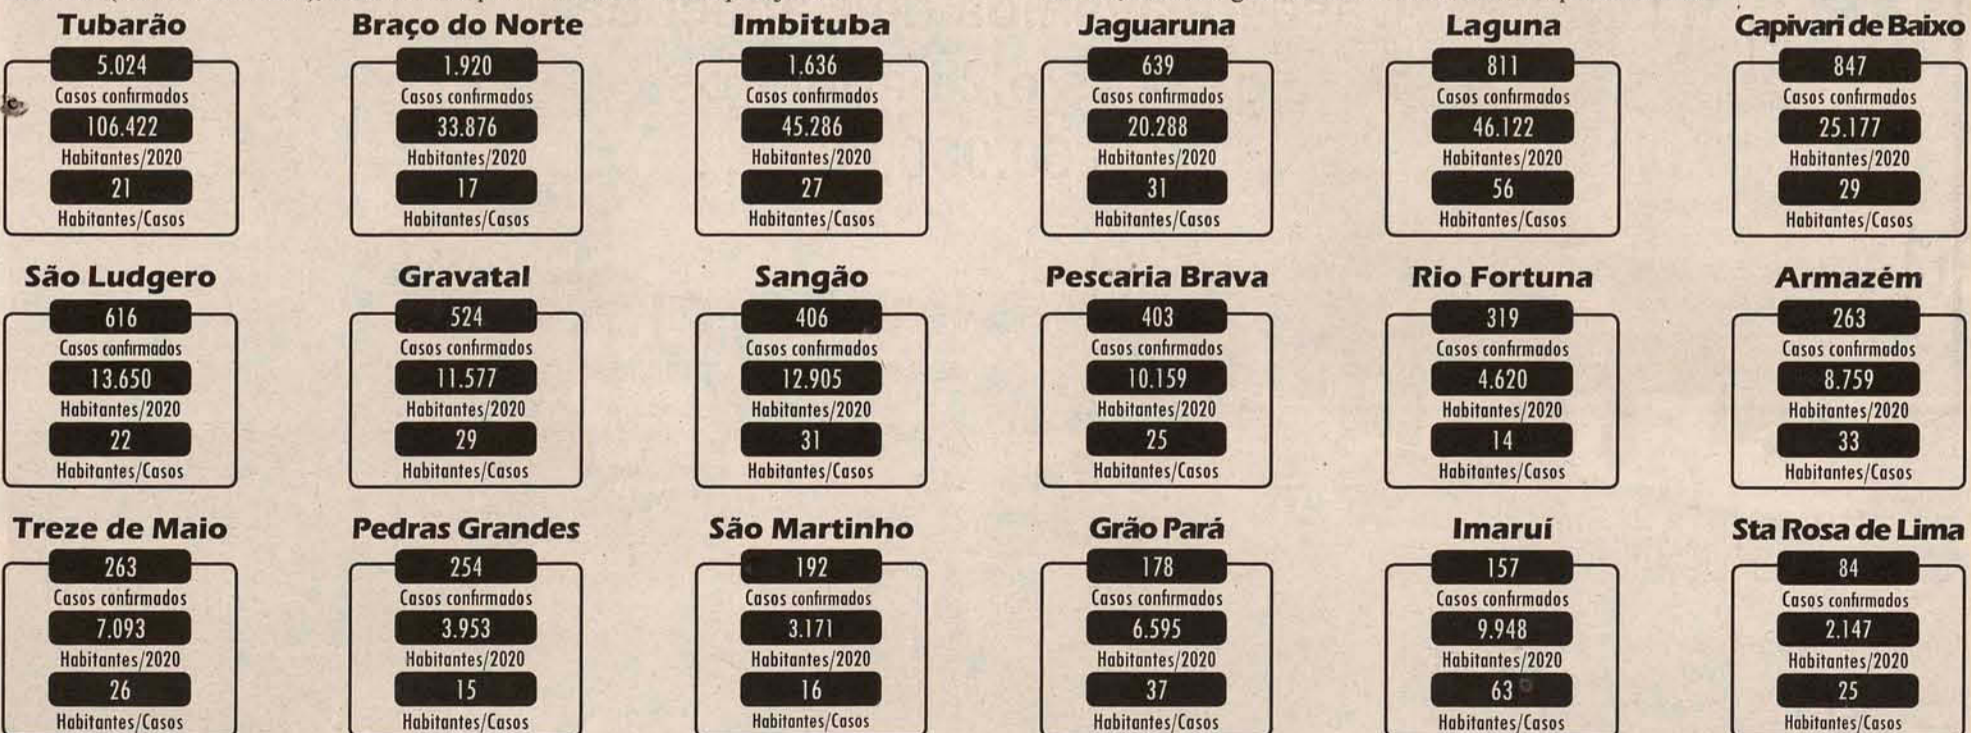 Tubarão
5.024
Casos confirmados
106.422
Habitantes/2020
21
Habitantes/Casos
Braço do Norte
1.920
Casos confirmados
33.876
Habitantes/2020
17
Habitantes/Casos
Imbituba
1.636
Casos confirmados
45.286
Habitantes/2020
27
Habitantes/Casos
Jaguaruna
639
Casos confirmados
20.288
Habitantes/2020
31
Habitantes/Casos
Laguna
811
Casos confirmados
46.122
Habitantes/2020
56
Habitantes/Casos
Capivari de Baixo
847
Casos confirmados
25.177
Habitantes/2020
29
Habitantes/Casos
São Ludgero
616
Casos confirmados
13.650
Habitantes/2020
22
Habitantes/Casos
Gravatal
524
Casos confirmados
11.577
Habitantes/2020
29
Habitantes/Casos
Sangão
406
Casos confirmados
12.905
Habitantes/2020
31
Habitantes/Casos
Pescaria Brava
403
Casos confirmados
10.159
Habitantes/2020
25
Habitantes/Casos
Rio Fortuna
319
Casos confirmados
4.620
Habitantes/2020
14
Habitantes/Casos
Armazém
263
Casos confirmados
8.759
Habitantes/2020
33
Habitantes/Casos
Treze de Maio
263
Casos confirmados
7.093
Habitantes/2020
26
Habitantes/Casos
Pedras Grandes
254
Casos confirmados
3.953
Habitantes/2020
15
Habitantes/Casos
São Martinho
192
Casos confirmados
3.171
Habitantes/2020
16
Habitantes/Casos
Grão Pará
178
Casos confirmados
6.595
Habitantes/2020
37
Habitantes/Casos
Imaruí
157
Casos confirmados
9.948
Habitantes/2020
63
Habitantes/Casos
Sta Rosa de Lima
84
Casos confirmados
2.147
Habitantes/2020
25
Habitantes/Casos